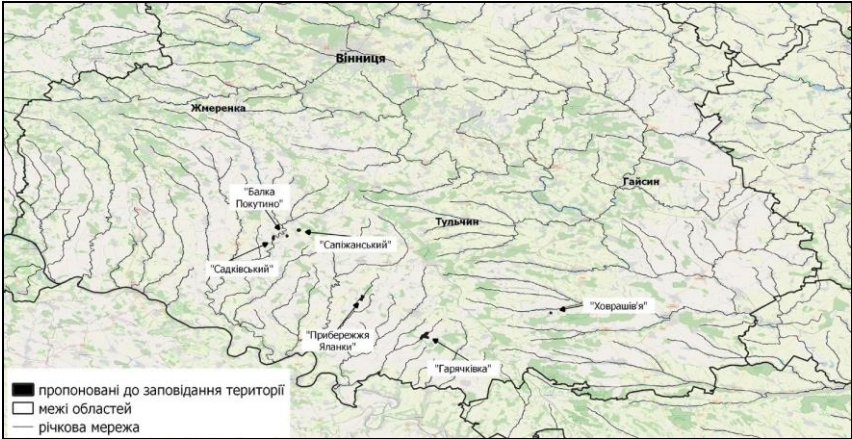 Вінниця
Жмеренка
Гайсин
"Балка
Покутино"
Тульчин
"Сапіжанський"
"Садківський"
"Ховрашів'я"
"Прибережжя
Яланки"
"Гарячківка"
пропоновані до заповідання території
межі областей
річкова мережа